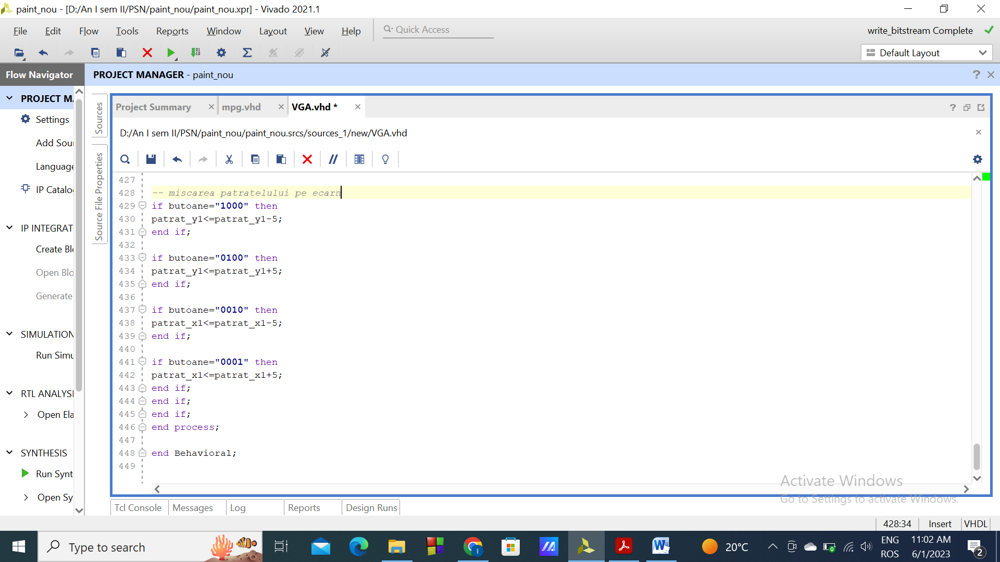 paint_nou - [D:/An I sem II/PSN/paint_nou/paint_nou.xpr] - Vivado 2021.1
File Edit Flow Tools Reports Window Layout View Help Quick Access write_bitstream Complete
Default Layout
Flow Navigator PROJECT MANAGER - paint_nou ?
PROJECT MA
Settings
Add Sou
Language
IP Catalo
IP INTEGRAT
Create Blo
Open Blo
Generate
SIMULATION
Run Simu
RTL ANALYSI
Open Ela
SYNTHESIS
Run Synt
Open Sy
Sources
Source File Properties
Project Summary mpg.vhd VGA.vhd * ?
D:/An I sem II/PSN/paint_nou/paint_nou.srcs/sources_1/new/VGA.vhd
427
428 -- miscarea patratelului pe ecarn
429 if butoane="1000" then
430 patrat_y1<=patrat_y1-5;
431 end if;
432
433 if butoane="0100" then
434 patrat_y1<=patrat_y1+5;
435 end if;
436
437 if butoane="0010" then
438 patrat_x1<=patrat_x1-5;
439 end if;
440
441 if butoane="0001" then
442 patrat_x1<=patrat_x1+5;
443 end if;
444 end if;
445 end if;
446 end process;
447
448 end Behavioral;
449
Activate Windows
Go to Settings to activate Windows.
Tcl Console Messages Log Reports Design Runs
428:34 Insert VHDL
Type to search 20°C ENG 11:02 AM
ROS 6/1/2023 2